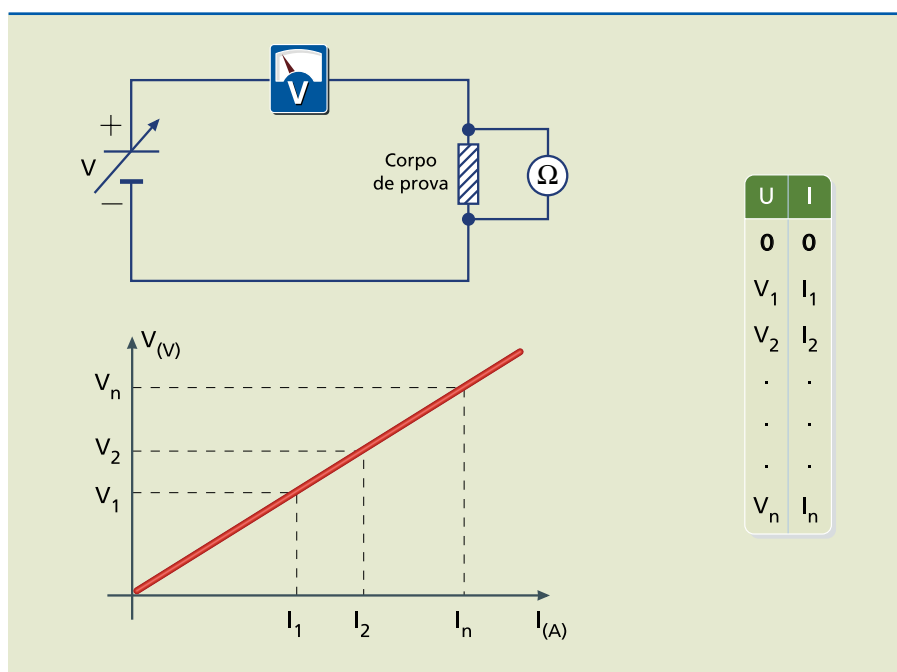 V
+
V
—
Corpo
de prova
Ω
U I
0 0
V₁ I₁
V₂ I₂
. .
. .
. .
Vₙ Iₙ
V(V)
Vₙ
V₂
V₁
I₁ I₂ Iₙ I(A)